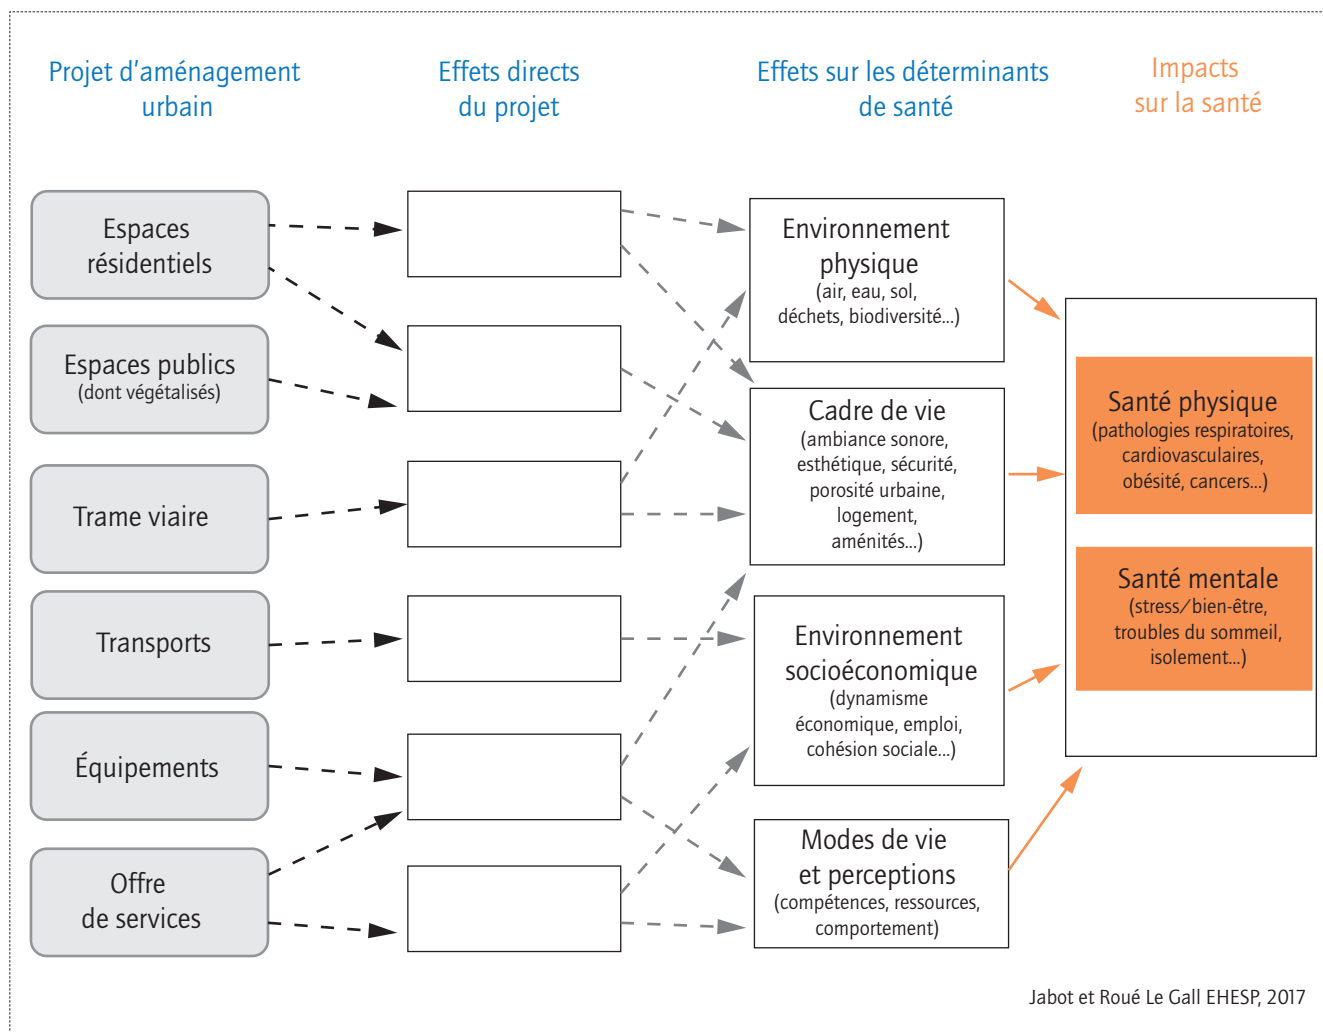 Projet d’aménagement
urbain
Effets directs
du projet
Effets sur les déterminants
de santé
Impacts
sur la santé
Espaces
résidentiels
Espaces publics
(dont végétalisés)
Trame viaire
Transports
Équipements
Offre
de services
Environnement
physique
(air, eau, sol,
déchets, biodiversité...)
Cadre de vie
(ambiance sonore,
esthétique, sécurité,
porosité urbaine,
logement,
aménités...)
Environnement
socioéconomique
(dynamisme
économique, emploi,
cohésion sociale...)
Modes de vie
et perceptions
(compétences, ressources,
comportement)
Santé physique
(pathologies respiratoires,
cardiovasculaires,
obésité, cancers...)
Santé mentale
(stress/bien-être,
troubles du sommeil,
isolement...)
Jabot et Roué Le Gall EHESP, 2017